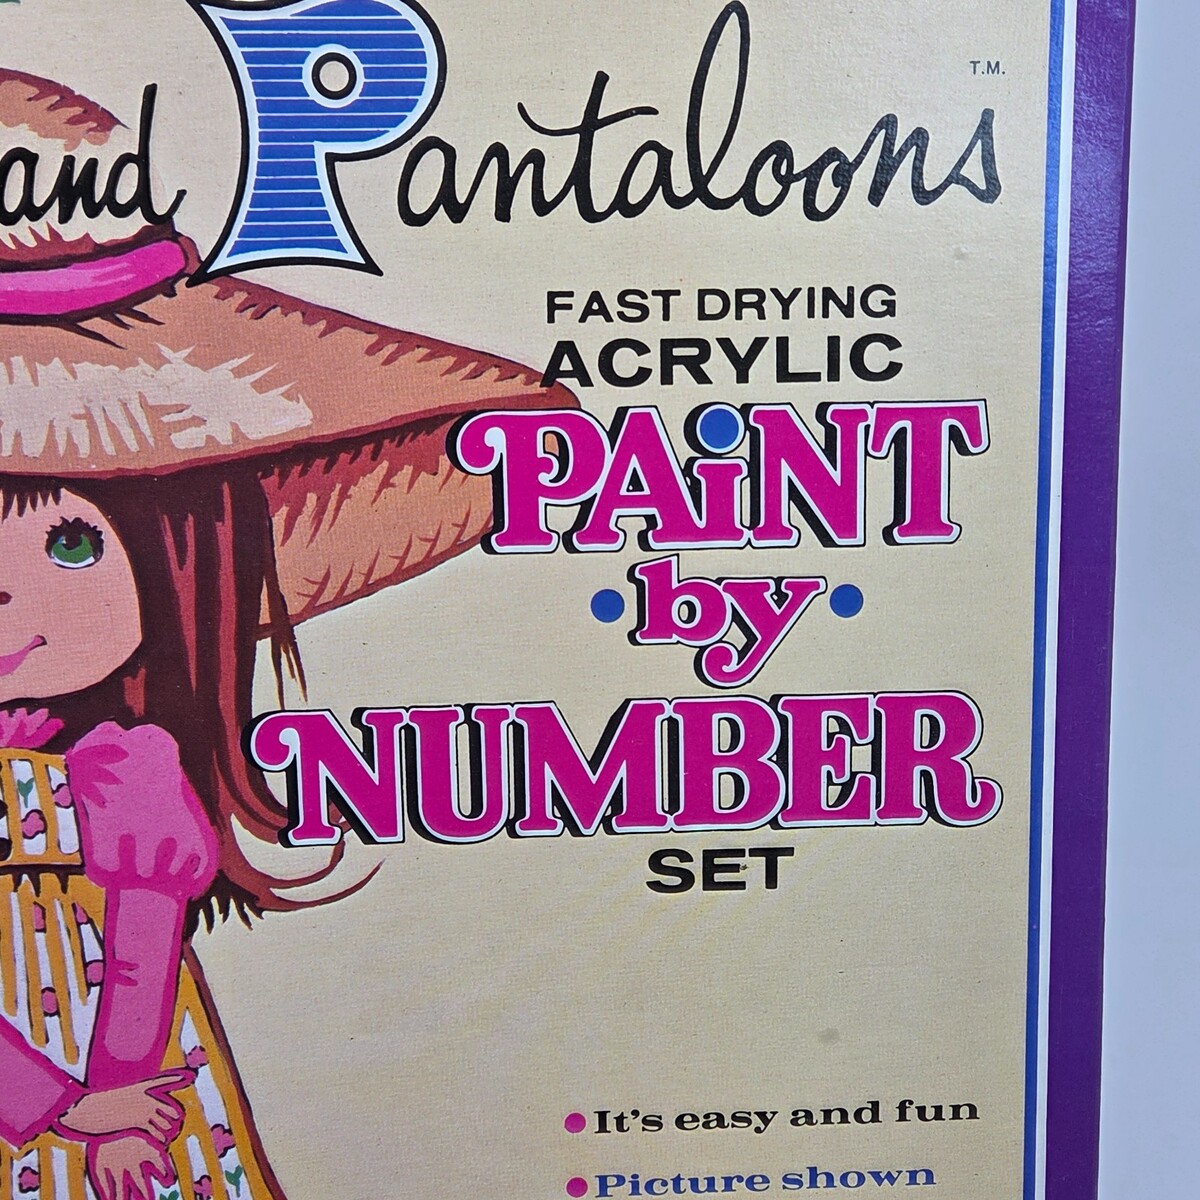 and Pantaloons T.M.
FAST DRYING
ACRYLIC
PAiNT
• by •
NUMBER
SET
• It's easy and fun
• Picture shown